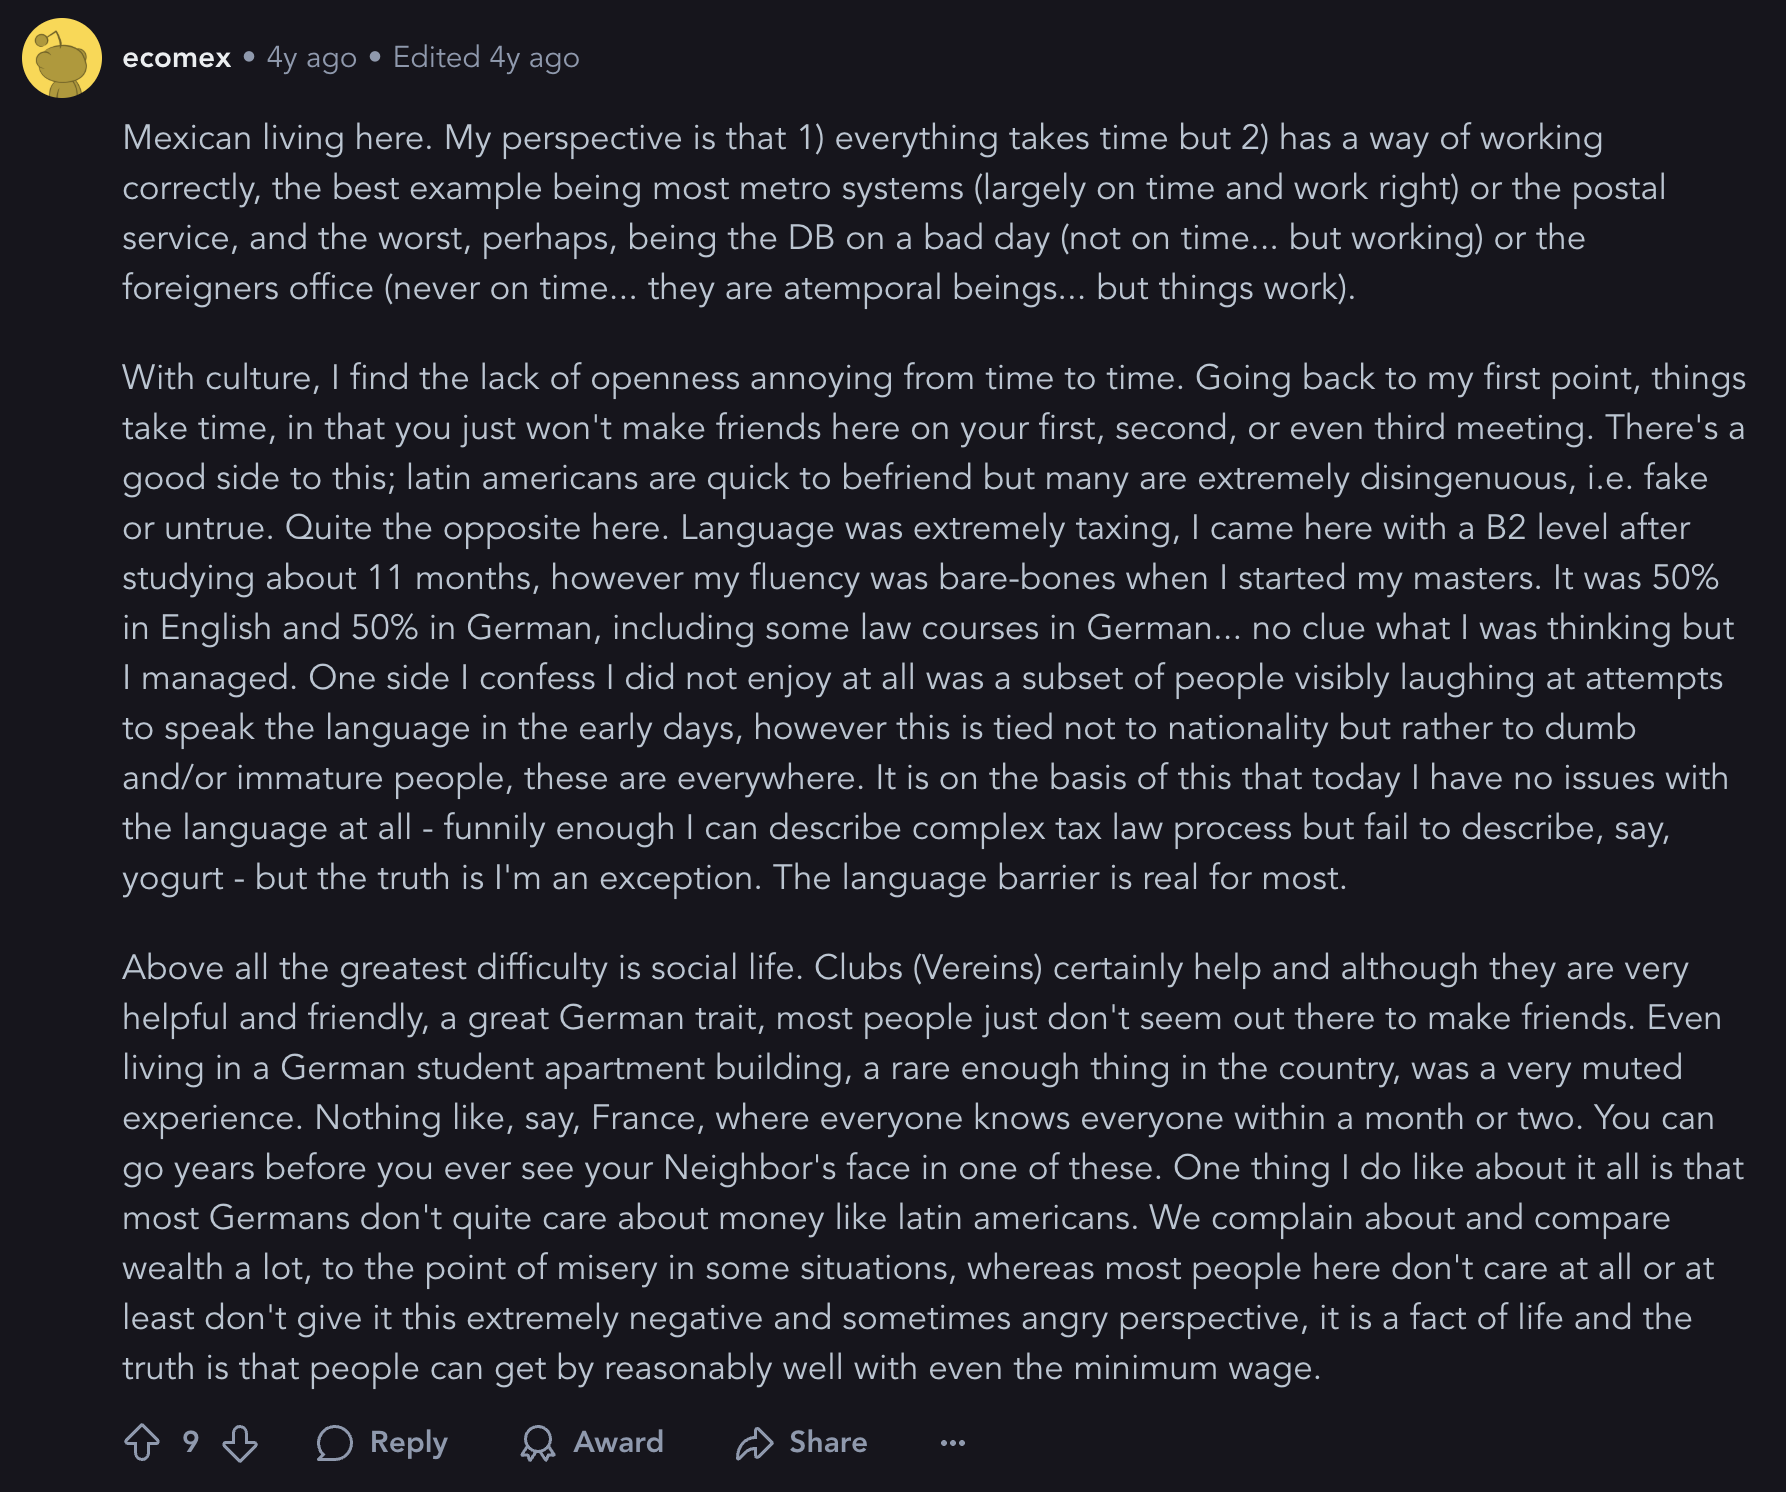 ecomex • 4y ago • Edited 4y ago
Mexican living here. My perspective is that 1) everything takes time but 2) has a way of working
correctly, the best example being most metro systems (largely on time and work right) or the postal
service, and the worst, perhaps, being the DB on a bad day (not on time... but working) or the
foreigners office (never on time... they are atemporal beings... but things work).
With culture, I find the lack of openness annoying from time to time. Going back to my first point, things
take time, in that you just won't make friends here on your first, second, or even third meeting. There's a
good side to this; latin americans are quick to befriend but many are extremely disingenuous, i.e. fake
or untrue. Quite the opposite here. Language was extremely taxing, I came here with a B2 level after
studying about 11 months, however my fluency was bare-bones when I started my masters. It was 50%
in English and 50% in German, including some law courses in German... no clue what I was thinking but
I managed. One side I confess I did not enjoy at all was a subset of people visibly laughing at attempts
to speak the language in the early days, however this is tied not to nationality but rather to dumb
and/or immature people, these are everywhere. It is on the basis of this that today I have no issues with
the language at all - funnily enough I can describe complex tax law process but fail to describe, say,
yogurt - but the truth is I'm an exception. The language barrier is real for most.
Above all the greatest difficulty is social life. Clubs (Vereins) certainly help and although they are very
helpful and friendly, a great German trait, most people just don't seem out there to make friends. Even
living in a German student apartment building, a rare enough thing in the country, was a very muted
experience. Nothing like, say, France, where everyone knows everyone within a month or two. You can
go years before you ever see your Neighbor's face in one of these. One thing I do like about it all is that
most Germans don't quite care about money like latin americans. We complain about and compare
wealth a lot, to the point of misery in some situations, whereas most people here don't care at all or at
least don't give it this extremely negative and sometimes angry perspective, it is a fact of life and the
truth is that people can get by reasonably well with even the minimum wage.
9 Reply Award Share ...